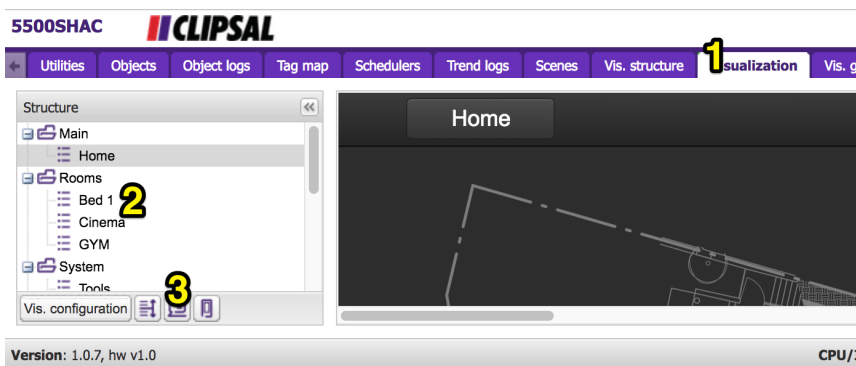 5500SHAC CLIPSAL
Utilities Objects Object logs Tag map Schedulers Trend logs Scenes Vis. structure 1 sualization Vis. g
Structure
Main
Home
Rooms
Bed 1 2
Cinema
GYM
System
Tools
3
Vis. configuration
Home
Version: 1.0.7, hw v1.0 CPU/